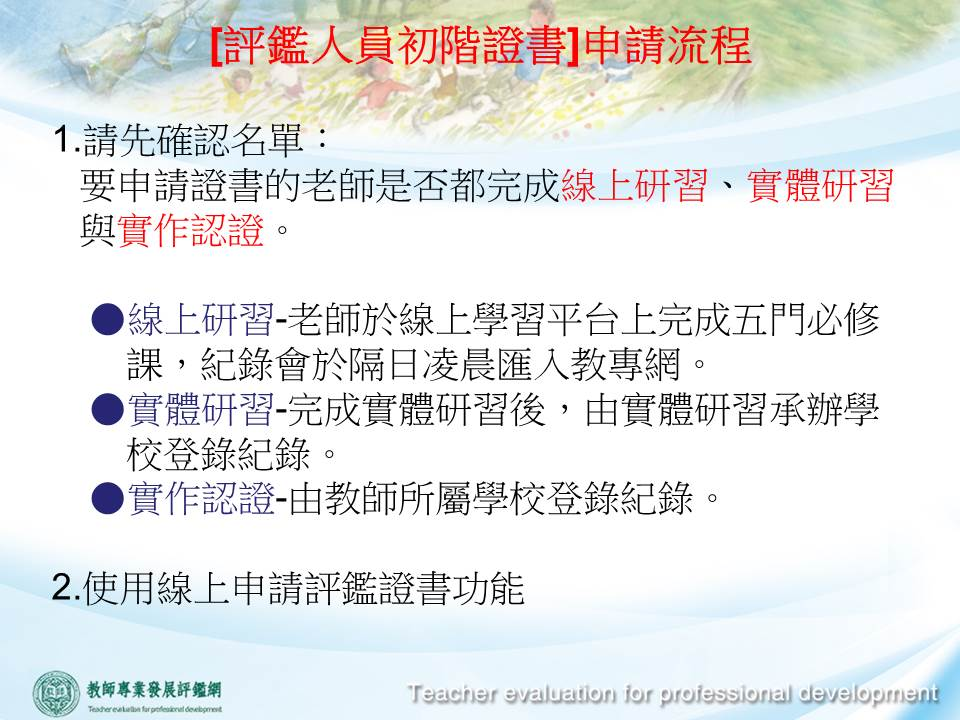 [評鑑人員初階證書]申請流程
1.請先確認名單：
要申請證書的老師是否都完成線上研習、實體研習
與實作認證。
●線上研習-老師於線上學習平台上完成五門必修
課，紀錄會於隔日凌晨匯入教專網。
●實體研習-完成實體研習後，由實體研習承辦學
校登錄紀錄。
●實作認證-由教師所屬學校登錄紀錄。
2.使用線上申請評鑑證書功能
教師專業發展評鑑網
Teacher evaluation for professional development
Teacher evaluation for professional development